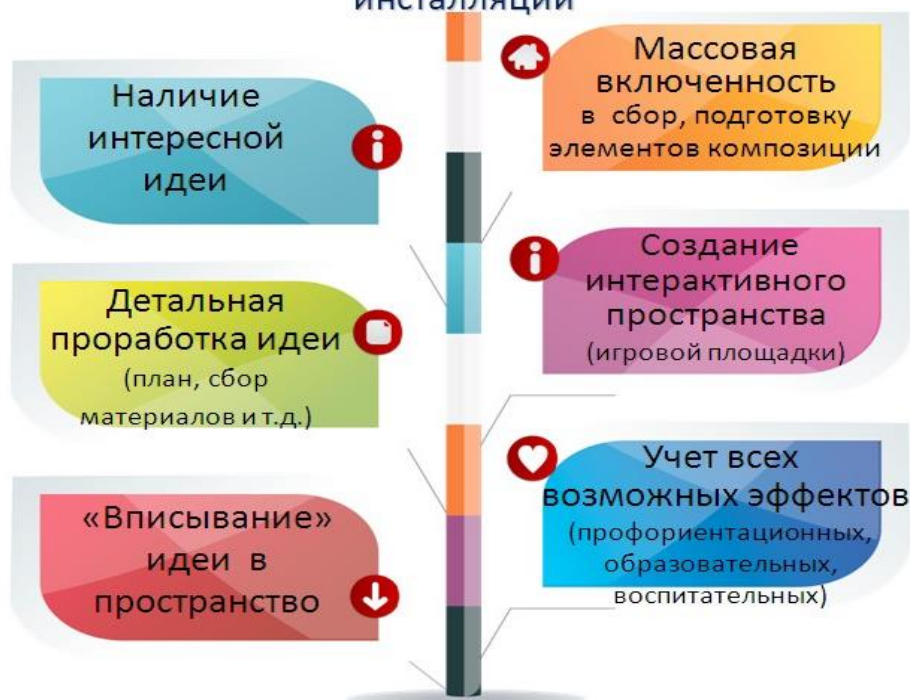 инсталляции
Наличие
интересной
идеи
Детальная
проработка идеи
(план, сбор
материалов и т.д.)
«Вписывание»
идеи в
пространство
Массовая
включенность
в сбор, подготовку
элементов композиции
Создание
интерактивного
пространства
(игровой площадки)
Учет всех
возможных эффектов
(профориентационных,
образовательных,
воспитательных)